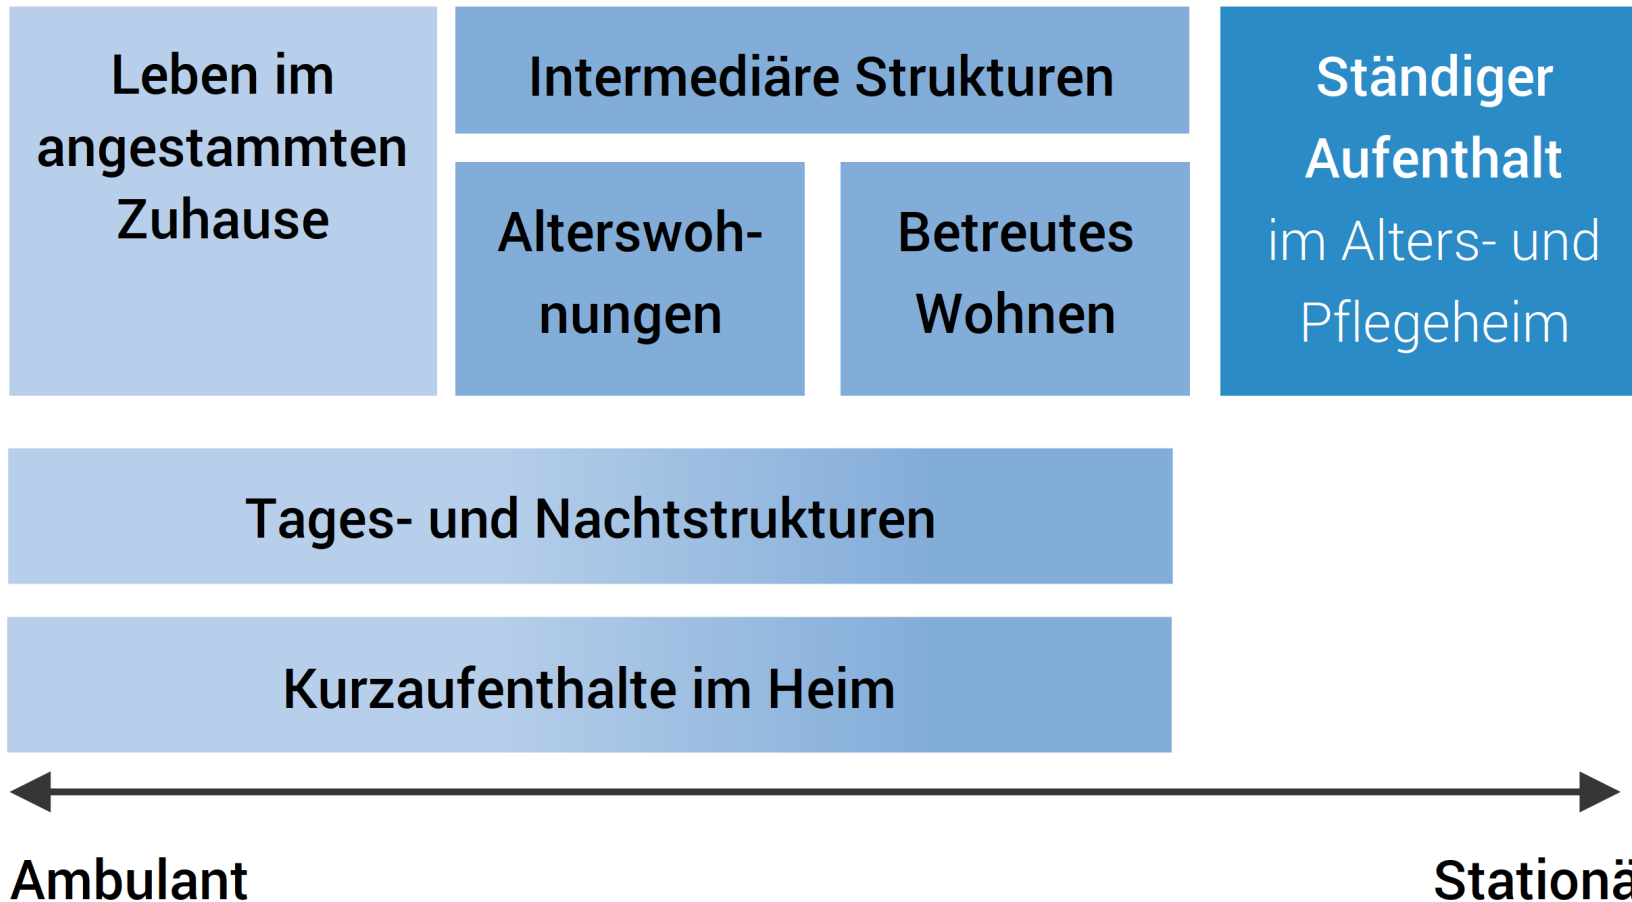 Leben im
angestammten
Zuhause
Intermediäre Strukturen
Alterswoh-
nungen
Betreutes
Wohnen
Ständiger
Aufenthalt
im Alters- und
Pflegeheim
Tages- und Nachtstrukturen
Kurzaufenthalte im Heim
Ambulant
Stationä